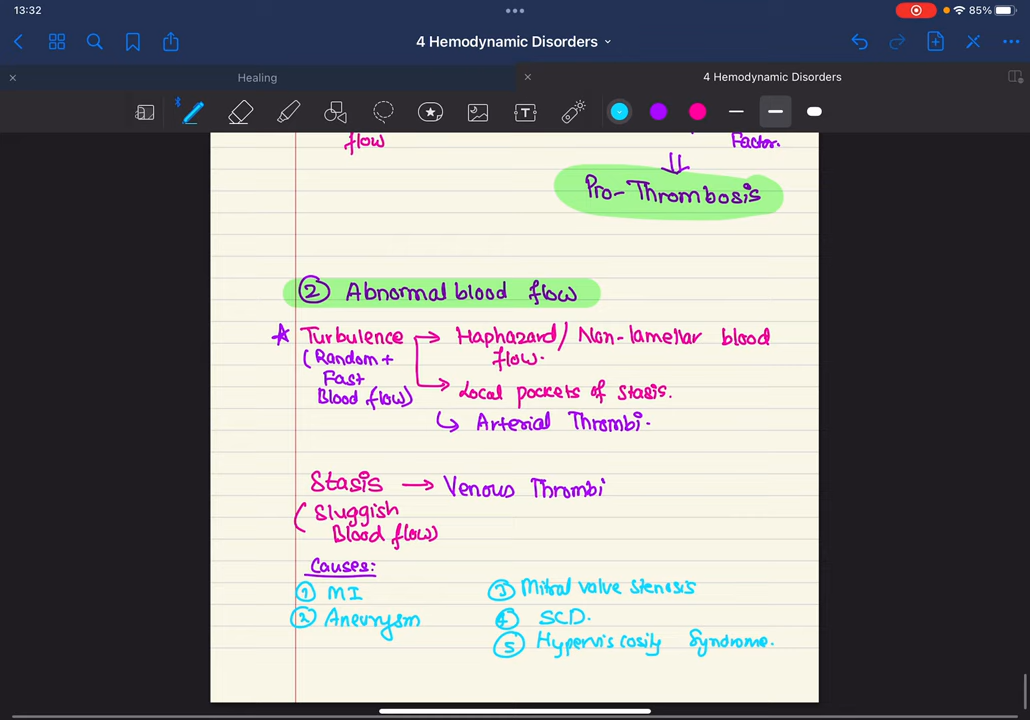 13:32
85%
4 Hemodynamic Disorders
Healing
4 Hemodynamic Disorders
flow
Factor.
Pro-Thrombosis
② Abnormal blood flow
Turbulence → Haphazard/ Non-lamellar blood
flow.
(Random +
Fast
Blood flow)
→ Local pockets of stasis.
↳ Arterial Thrombi.
Stasis → Venous Thrombi
(Sluggish
Blood flow)
Causes:
① MI
③ Mitral valve stenosis
② Aneurysm
④ SCD.
⑤ Hyperviscosity Syndrome.